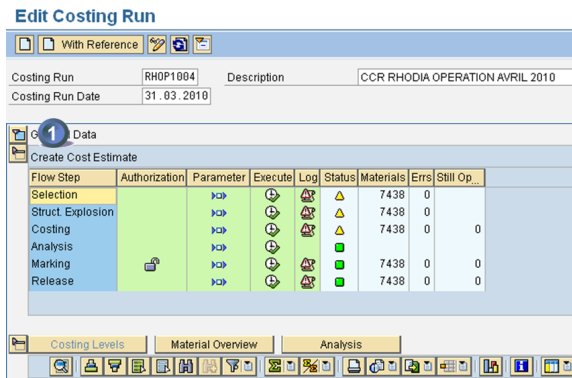 Edit Costing Run
With Reference
Costing Run RHOP1004 Description CCR RHODIA OPERATION AVRIL 2010
Costing Run Date 31.03.2010
G 1 Data
Create Cost Estimate
Flow Step Authorization Parameter Execute Log Status Materials Errs Still Op...
Selection 7438 0
Struct. Explosion 7438 0
Costing 7438 0 0
Analysis
Marking 7438 0 0
Release 7438 0 0
Costing Levels Material Overview Analysis